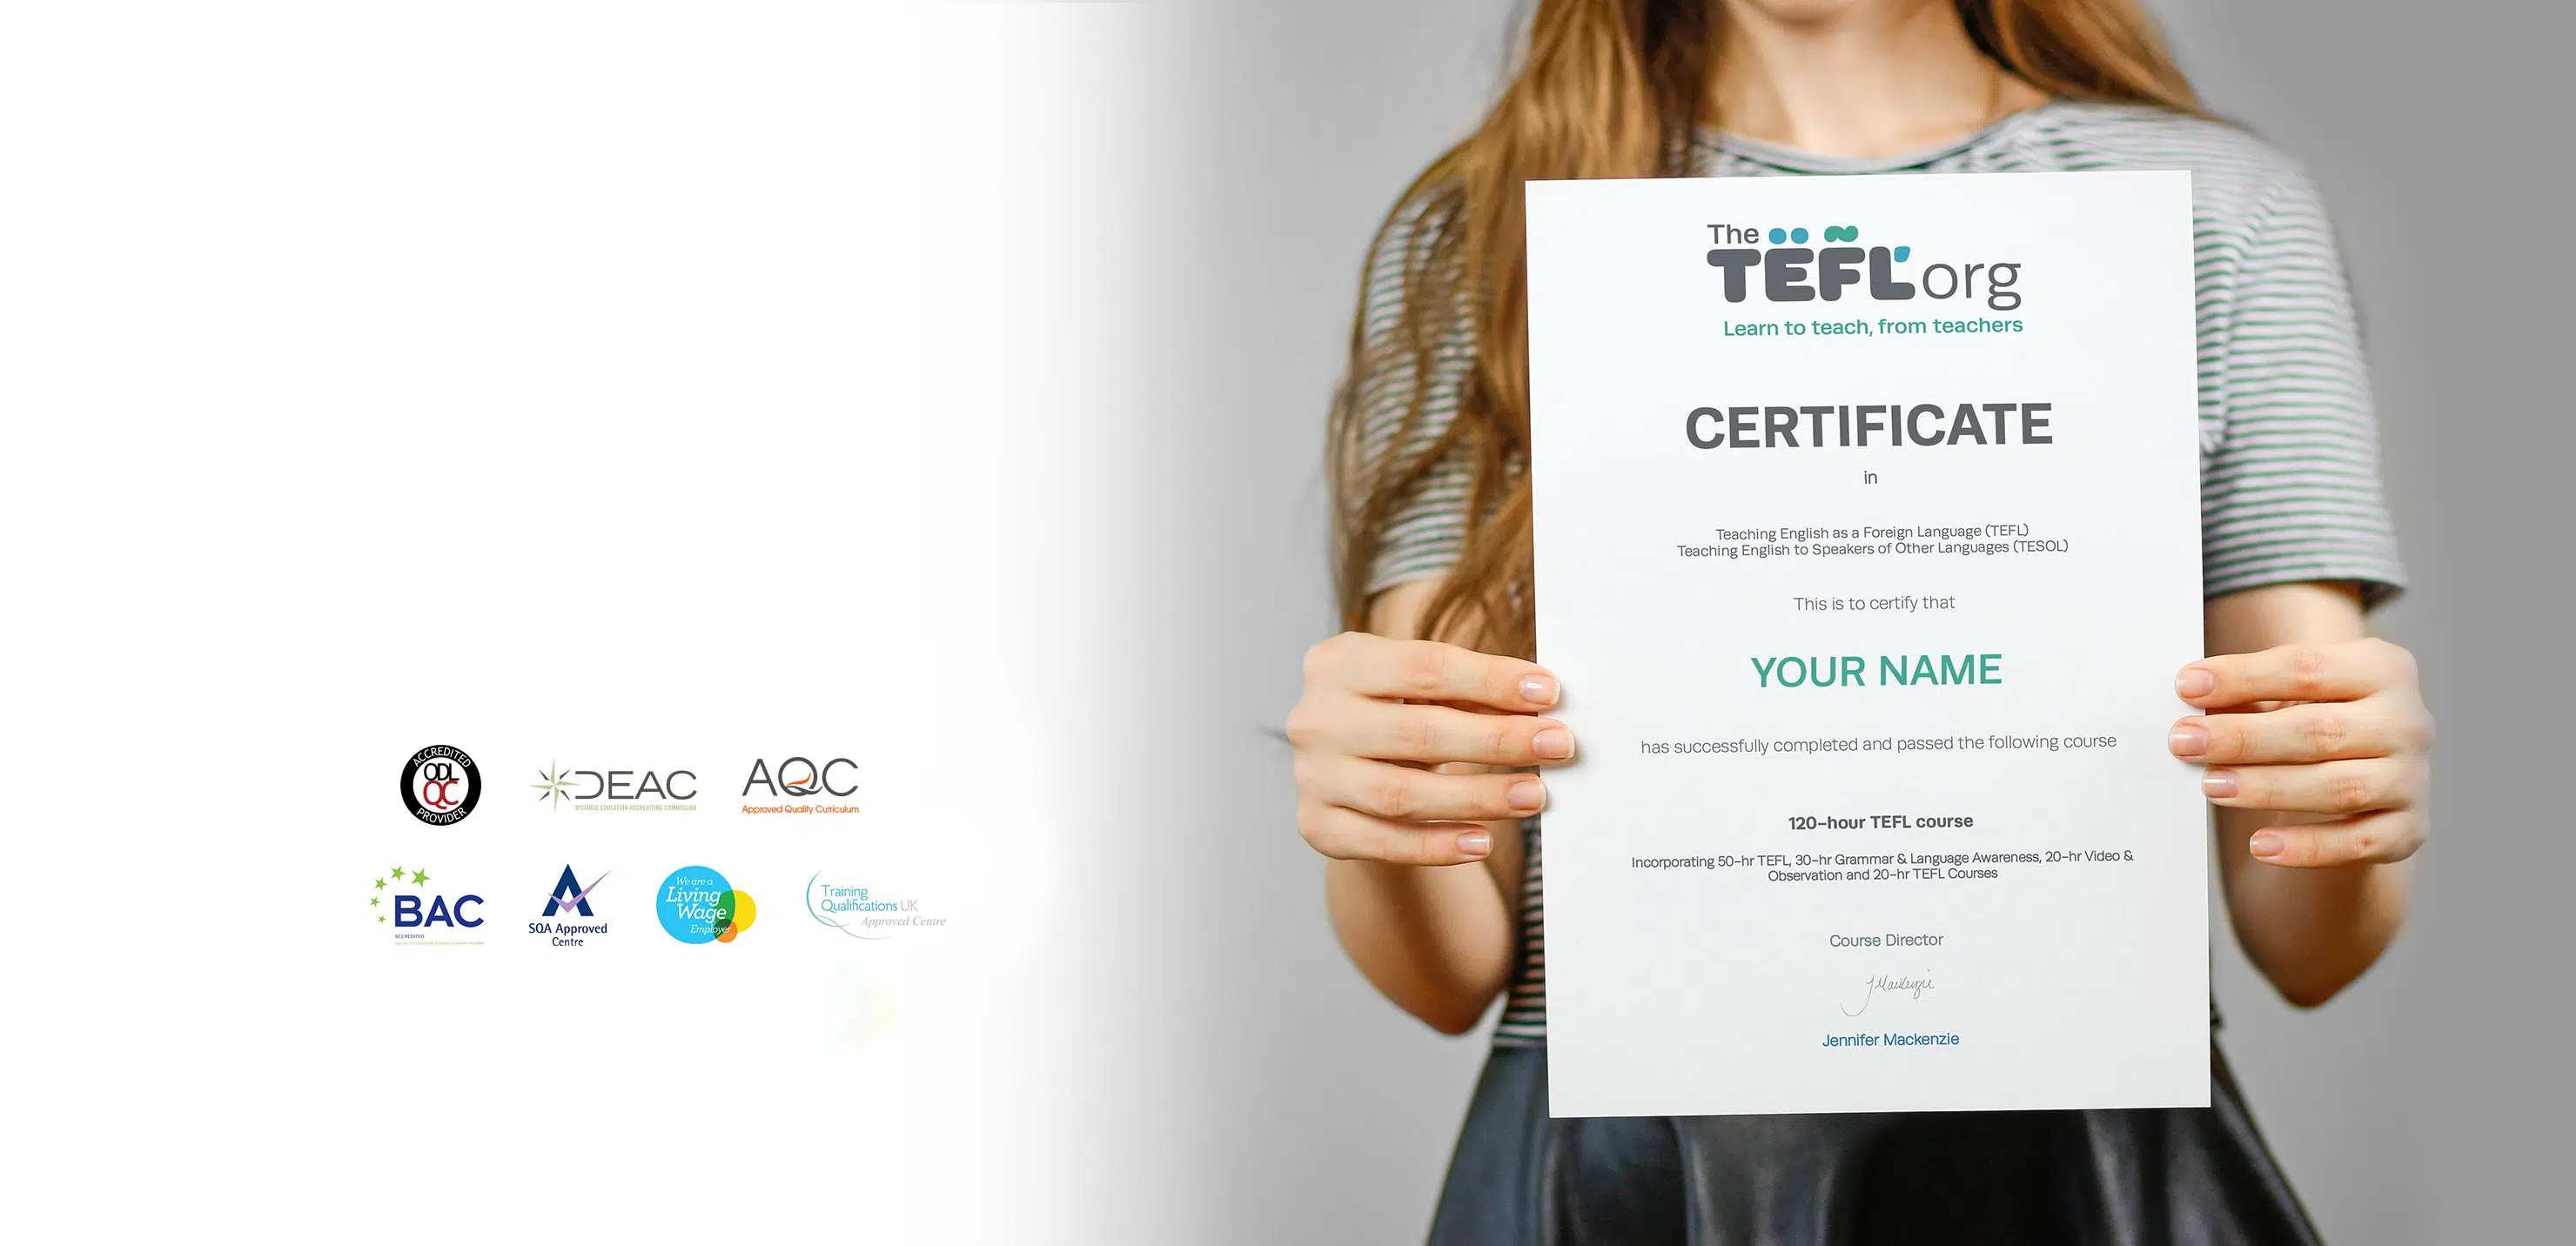 ACCREDITED
ODL
QC
PROVIDER
DEAC
DISTANCE EDUCATION ACCREDITING COMMISSION
AQC
Approved Quality Curriculum
BAC
ACCREDITED
SQA Approved
Centre
We are a
Living
Wage
Employer
Training
Qualifications UK
Approved Centre
The
TEFL org
Learn to teach, from teachers
CERTIFICATE
in
Teaching English as a Foreign Language (TEFL)
Teaching English to Speakers of Other Languages (TESOL)
This is to certify that
YOUR NAME
has successfully completed and passed the following course
120-hour TEFL course
Incorporating 50-hr TEFL, 30-hr Grammar & Language Awareness, 20-hr Video &
Observation and 20-hr TEFL Courses
Course Director
JMackenzie
Jennifer Mackenzie